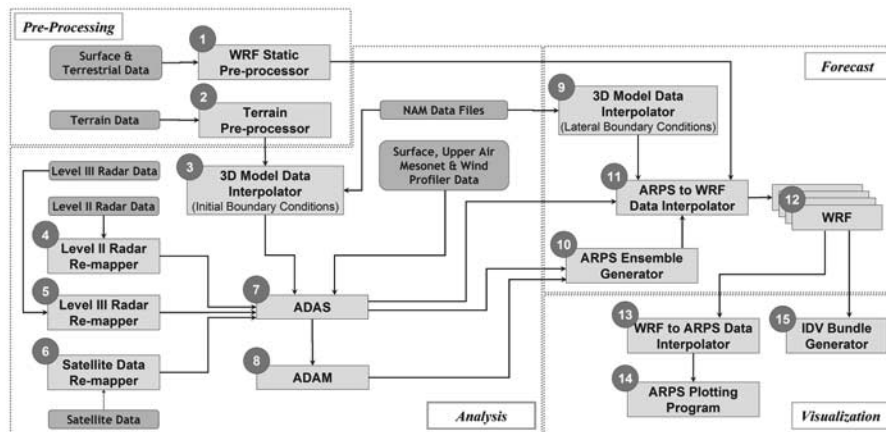 Pre-Processing
1
Surface &
Terrestrial Data
WRF Static
Pre-processor
2
Terrain Data
Terrain
Pre-processor
Level III Radar Data
Level II Radar Data
3
3D Model Data
Interpolator
(Initial Boundary Conditions)
NAM Data Files
Surface, Upper Air
Mesonet & Wind
Profiler Data
4
Level II Radar
Re-mapper
5
Level III Radar
Re-mapper
6
Satellite Data
Re-mapper
Satellite Data
7
ADAS
8
ADAM
Analysis
Forecast
9
3D Model Data
Interpolator
(Lateral Boundary Conditions)
11
ARPS to WRF
Data Interpolator
12
WRF
10
ARPS Ensemble
Generator
13
WRF to ARPS Data
Interpolator
15
IDV Bundle
Generator
14
ARPS Plotting
Program
Visualization